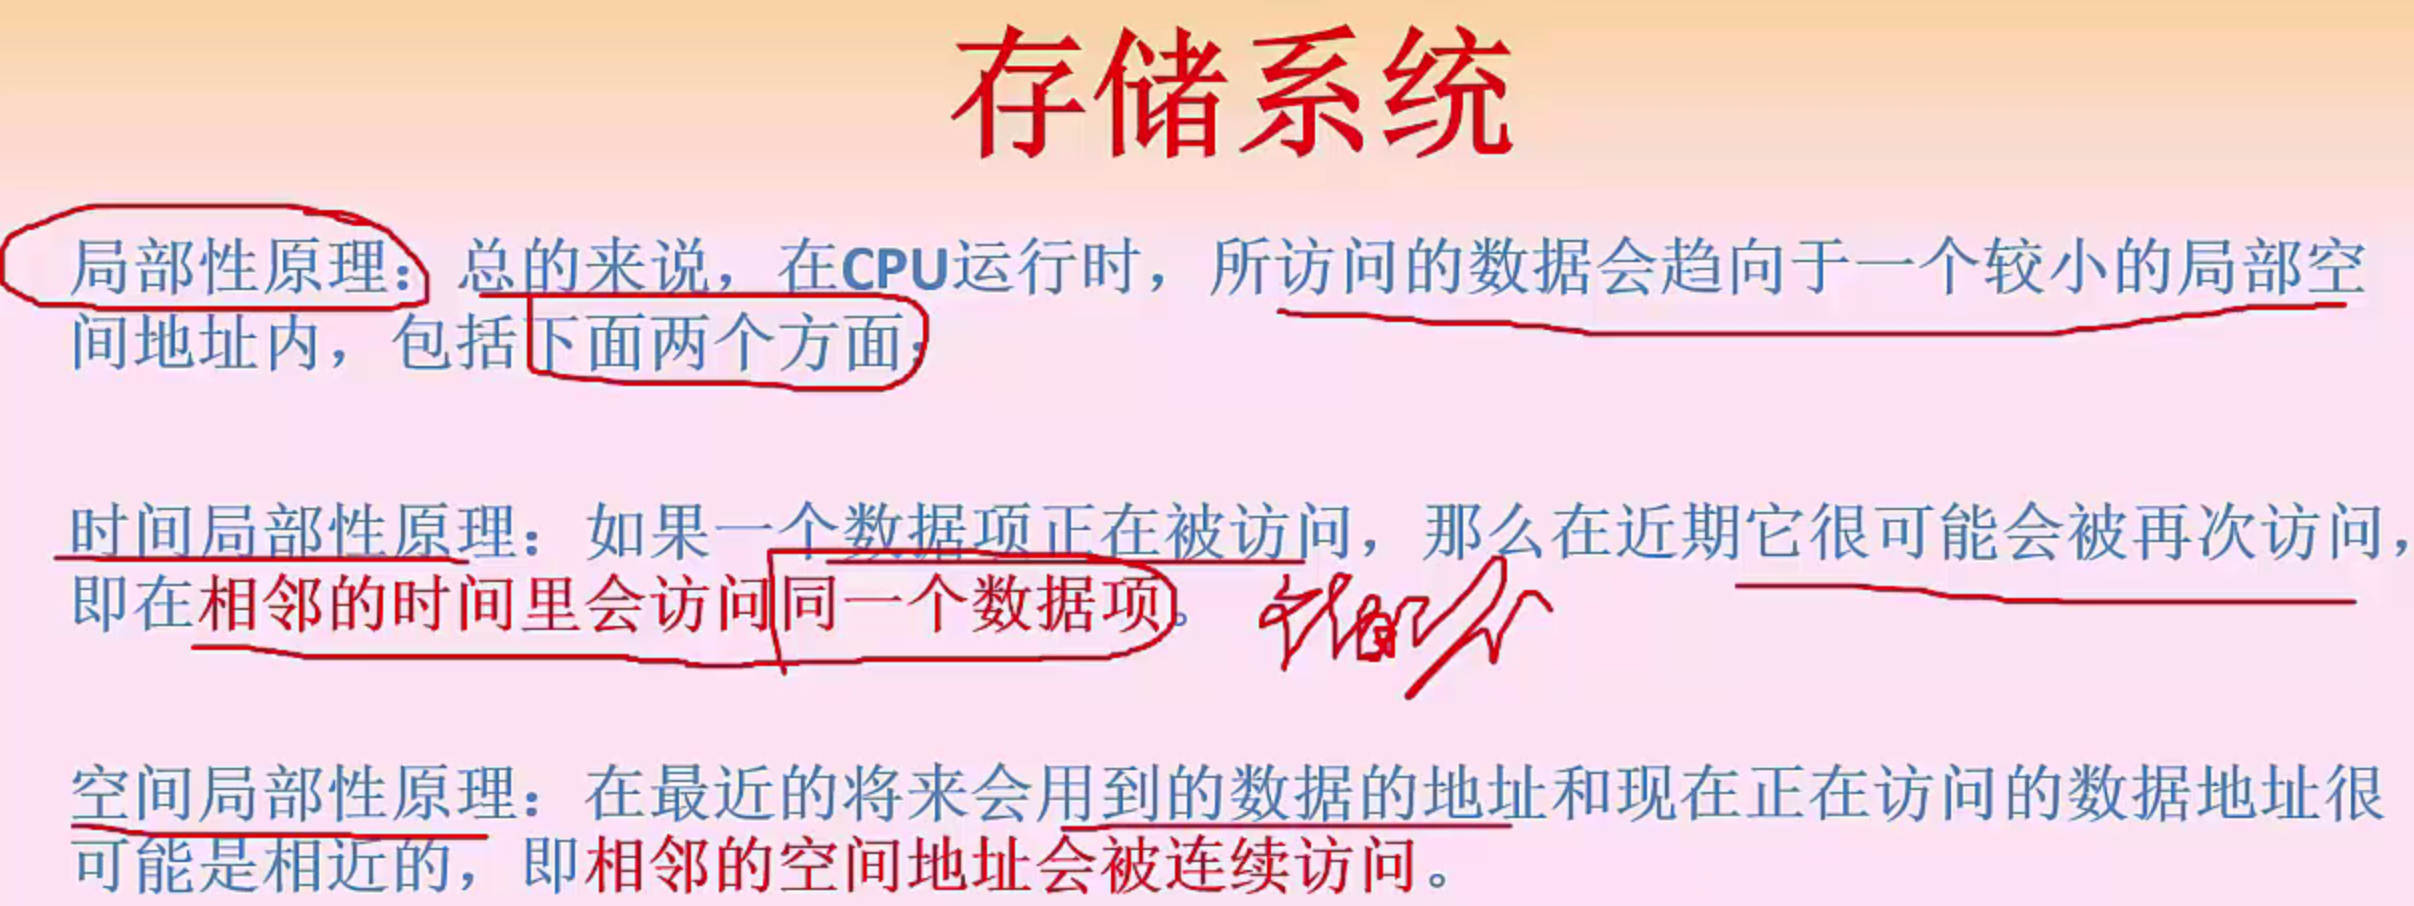 存储系统
局部性原理：总的来说，在CPU运行时，所访问的数据会趋向于一个较小的局部空
间地址内，包括下面两个方面：
时间局部性原理：如果一个数据项正在被访问，那么在近期它很可能会被再次访问，
即在相邻的时间里会访问同一个数据项。
空间局部性原理：在最近的将来会用到的数据的地址和现在正在访问的数据地址很
可能是相近的，即相邻的空间地址会被连续访问。